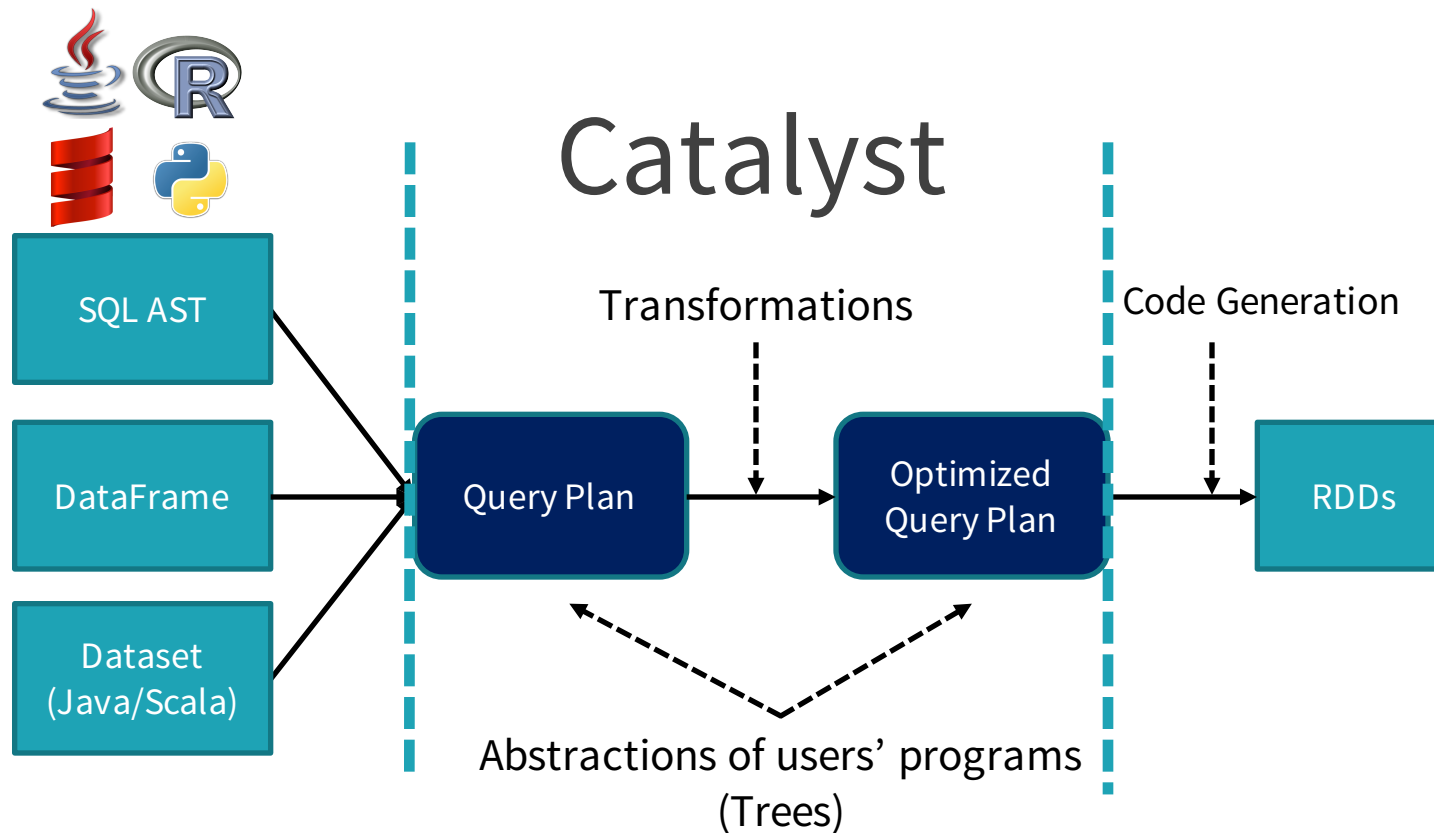 R
Catalyst
SQL AST
Transformations
Code Generation
DataFrame
Query Plan
Optimized
Query Plan
RDDs
Dataset
(Java/Scala)
Abstractions of users’ programs
(Trees)